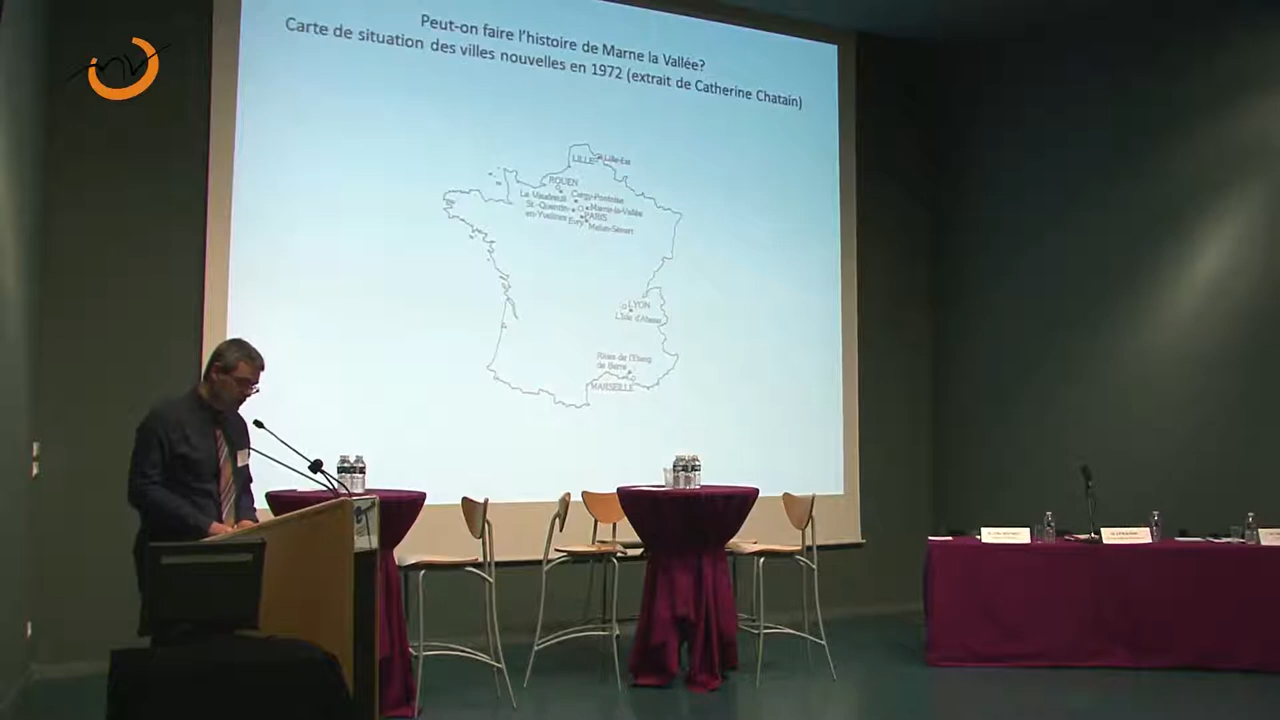 Peut-on faire l'histoire de Marne la Vallée?
Carte de situation des villes nouvelles en 1972 (extrait de Catherine Chatain)
LILLE Lille-Est
ROUEN
Le Vaudreuil Cergy-Pontoise
St-Quentin- Marne-la-Vallée
en-Yvelines PARIS
Evry Melun-Sénart
LYON
L'Isle d'Abeau
Rives de l'Etang
de Berre
MARSEILLE